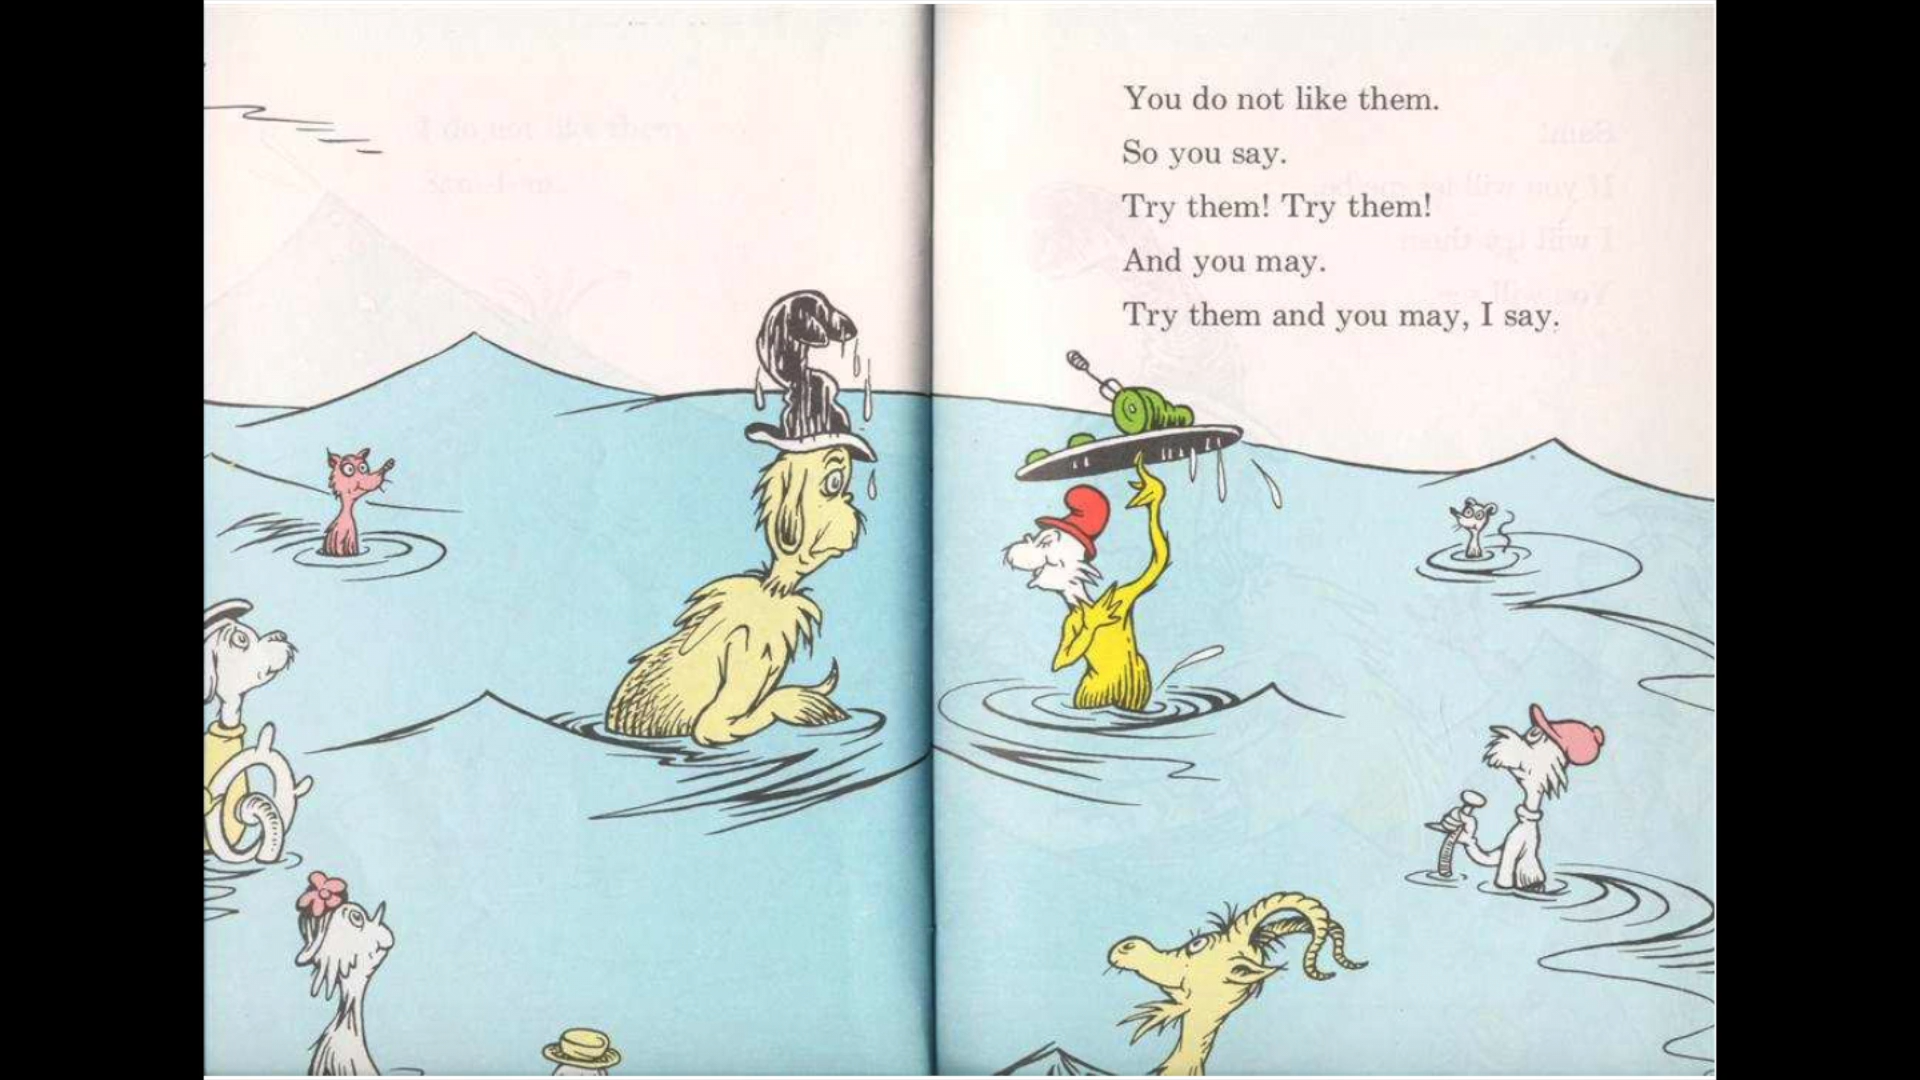 You do not like them.
So you say.
Try them! Try them!
And you may.
Try them and you may, I say.